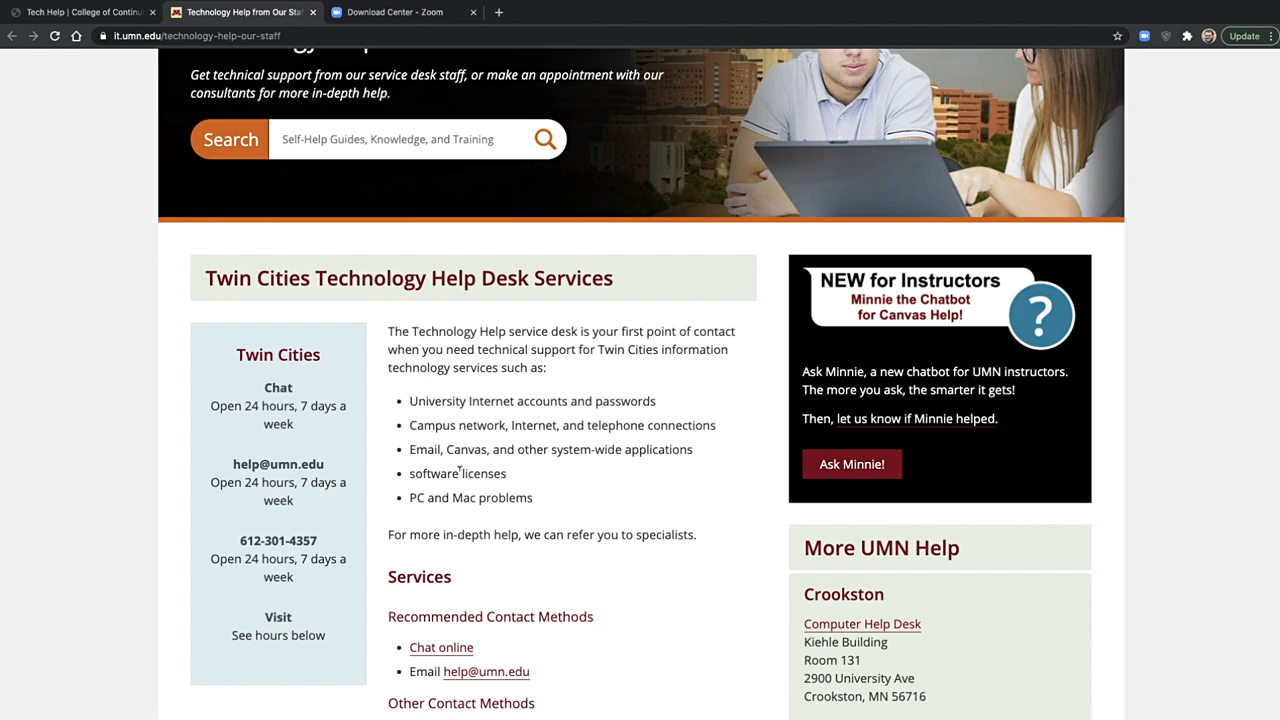 Tech Help | College of Continu
Technology Help from Our Sta
Download Center - Zoom
it.umn.edu/technology-help-our-staff
Update
Get technical support from our service desk staff, or make an appointment with our
consultants for more in-depth help.
Search
Self-Help Guides, Knowledge, and Training
Twin Cities Technology Help Desk Services
Twin Cities
Chat
Open 24 hours, 7 days a
week
help@umn.edu
Open 24 hours, 7 days a
week
612-301-4357
Open 24 hours, 7 days a
week
Visit
See hours below
The Technology Help service desk is your first point of contact
when you need technical support for Twin Cities information
technology services such as:
• University Internet accounts and passwords
• Campus network, Internet, and telephone connections
• Email, Canvas, and other system-wide applications
• software licenses
• PC and Mac problems
For more in-depth help, we can refer you to specialists.
Services
Recommended Contact Methods
• Chat online
• Email help@umn.edu
Other Contact Methods
NEW for Instructors
Minnie the Chatbot
for Canvas Help!
?
Ask Minnie, a new chatbot for UMN instructors.
The more you ask, the smarter it gets!
Then, let us know if Minnie helped.
Ask Minnie!
More UMN Help
Crookston
Computer Help Desk
Kiehle Building
Room 131
2900 University Ave
Crookston, MN 56716